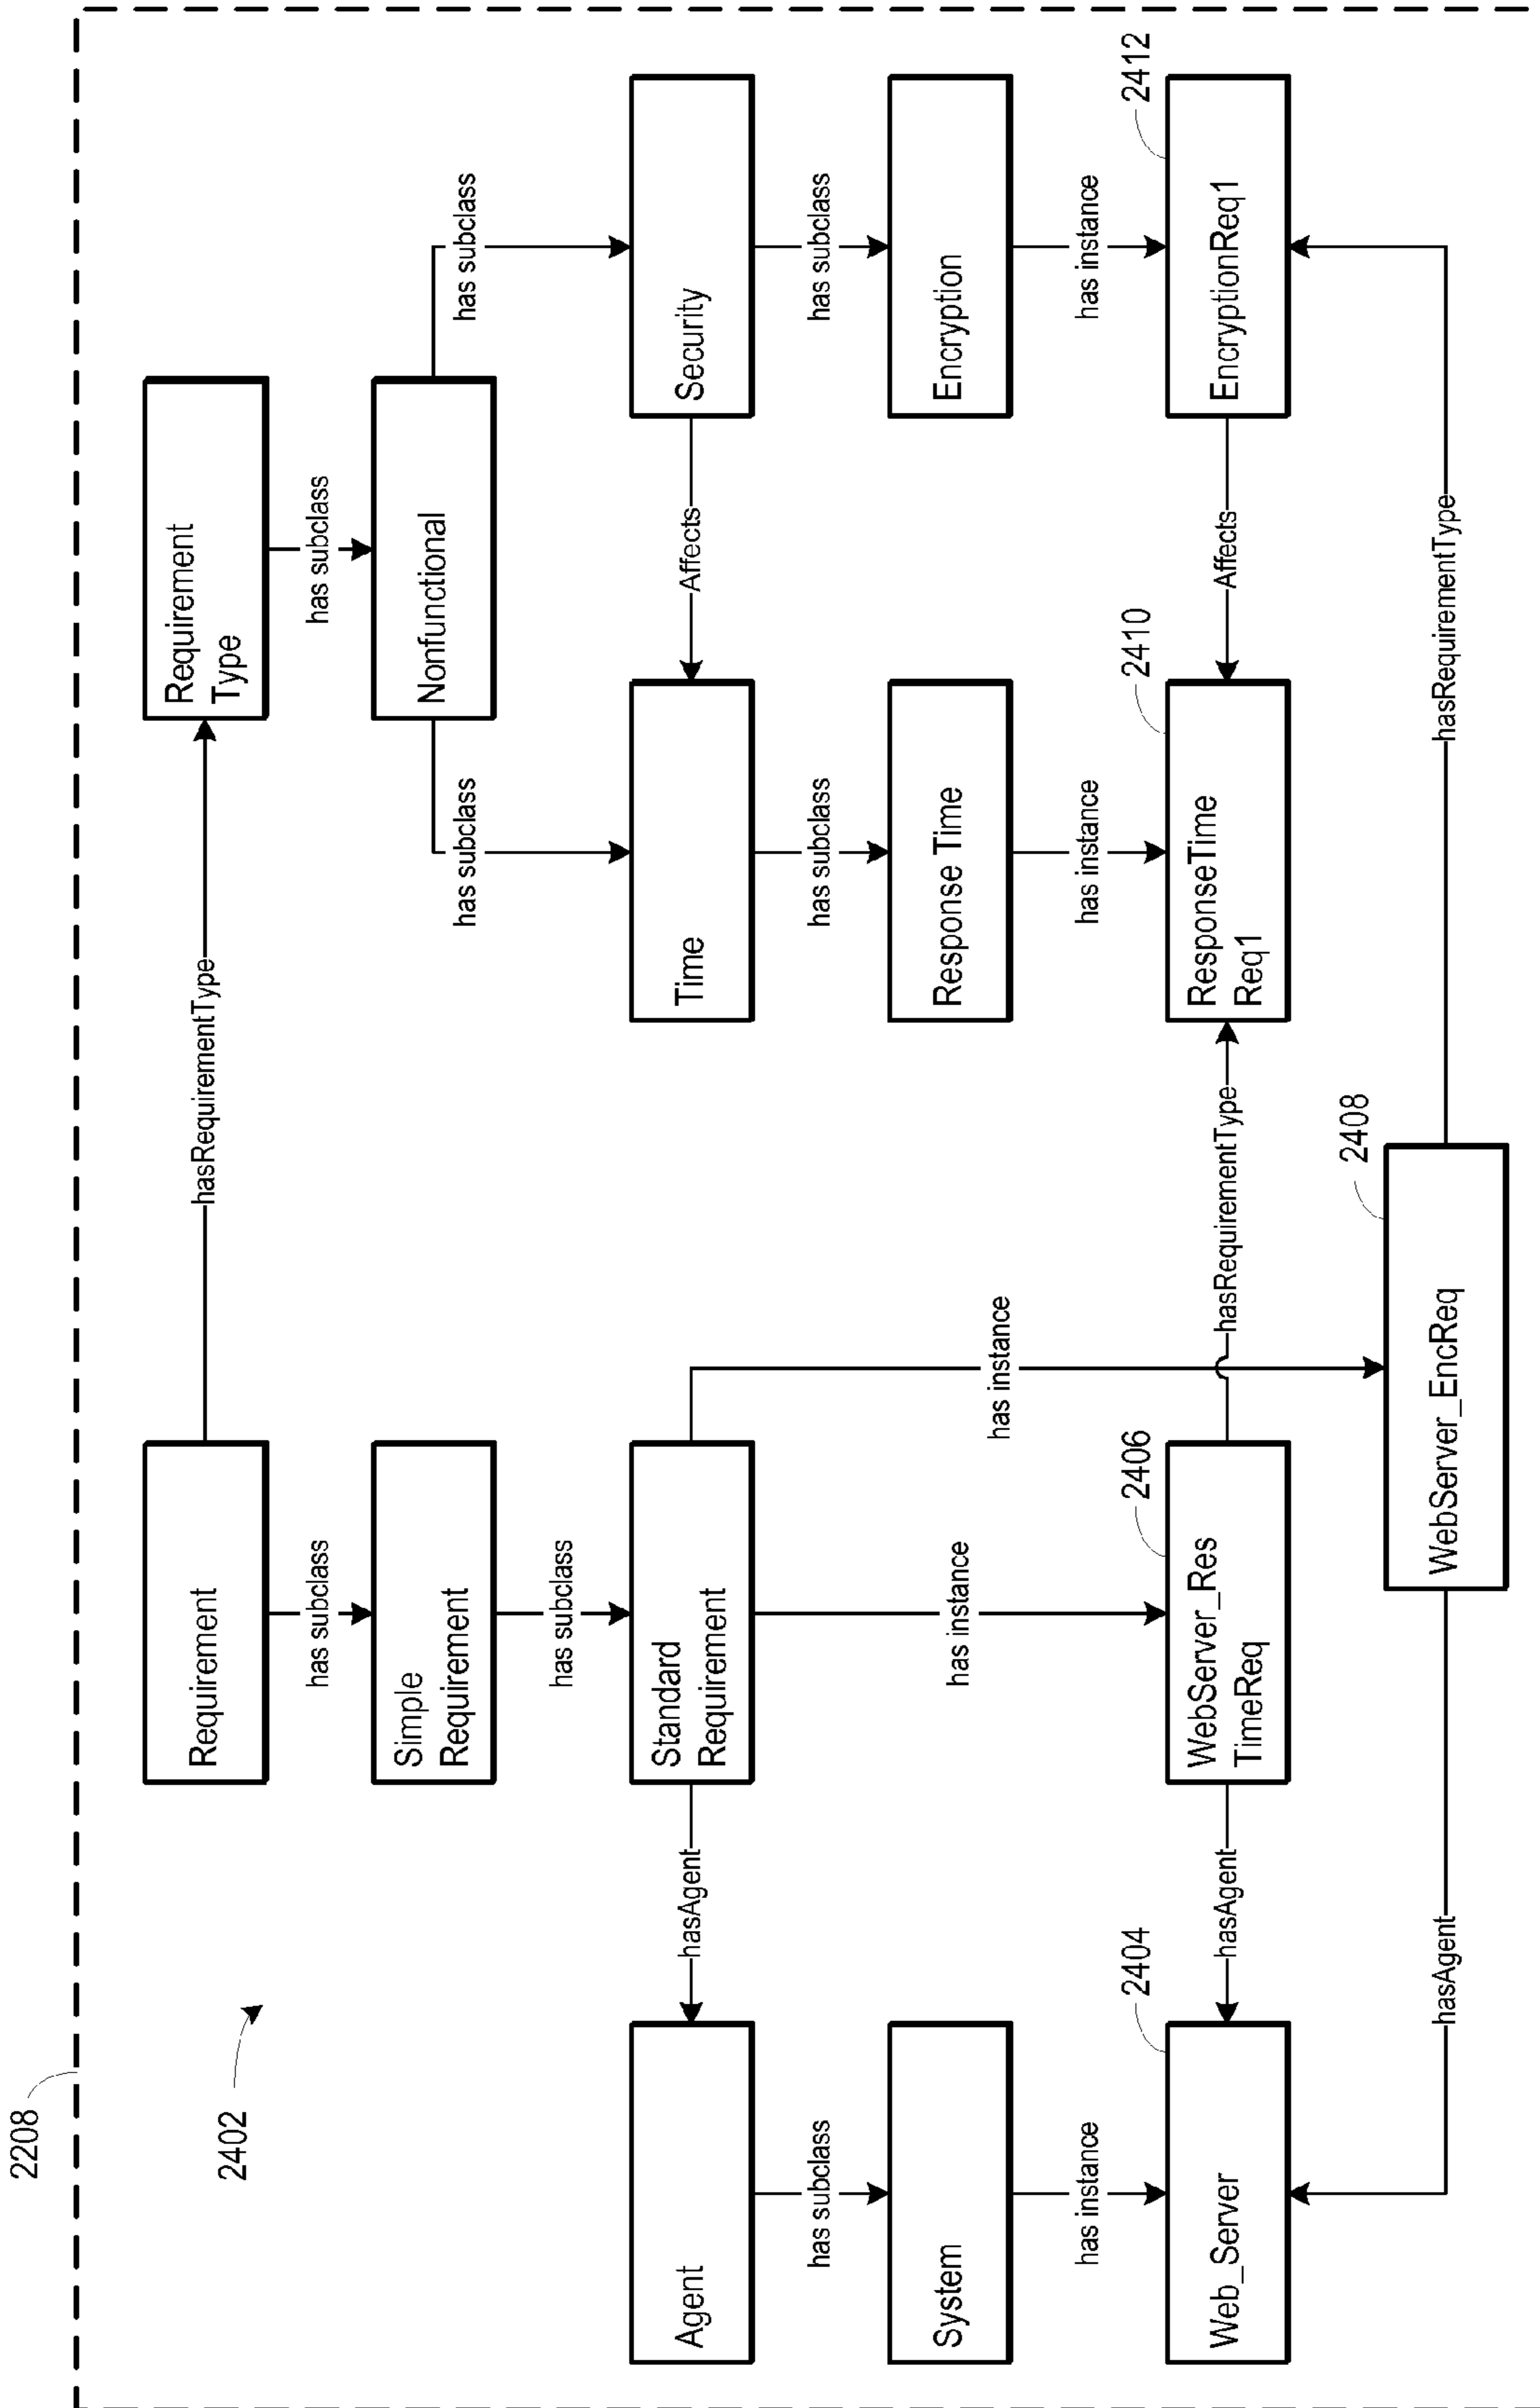 2208
2402
Requirement
hasRequirementType
Requirement
Type
has subclass
has subclass
Simple
Requirement
Nonfunctional
has subclass
has subclass
has subclass
Agent
hasAgent
Standard
Requirement
Time
Affects
Security
has subclass
has subclass
has subclass
System
has instance
has instance
Response Time
Encryption
has instance
has instance
has instance
2404
2406
2410
2412
Web_Server
hasAgent
WebServer_Res
TimeReq
hasRequirementType
ResponseTime
Req1
Affects
EncryptionReq1
2408
hasAgent
WebServer_EncReq
hasRequirementType